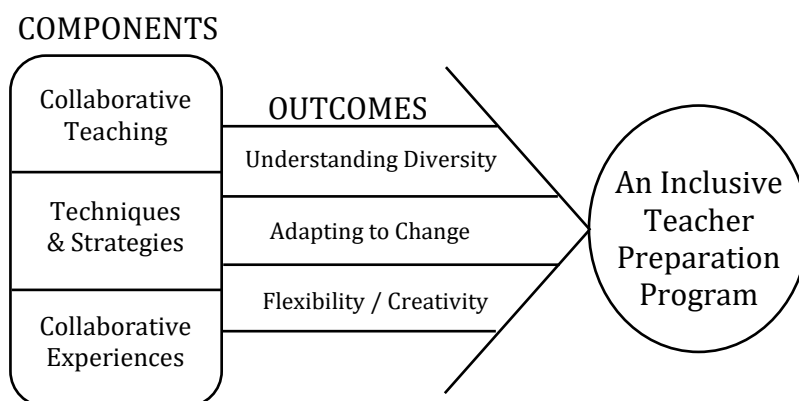 COMPONENTS
Collaborative
Teaching
Techniques
& Strategies
Collaborative
Experiences
OUTCOMES
Understanding Diversity
Adapting to Change
Flexibility / Creativity
An Inclusive
Teacher
Preparation
Program